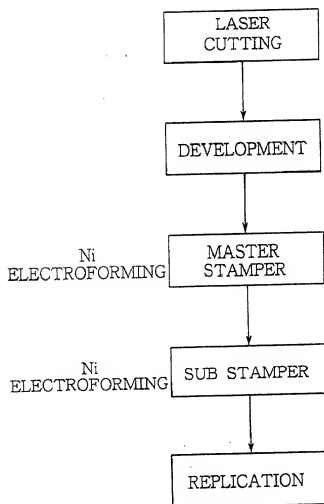 LASER
CUTTING
DEVELOPMENT
Ni
ELECTROFORMING
MASTER
STAMPER
Ni
ELECTROFORMING
SUB STAMPER
REPLICATION